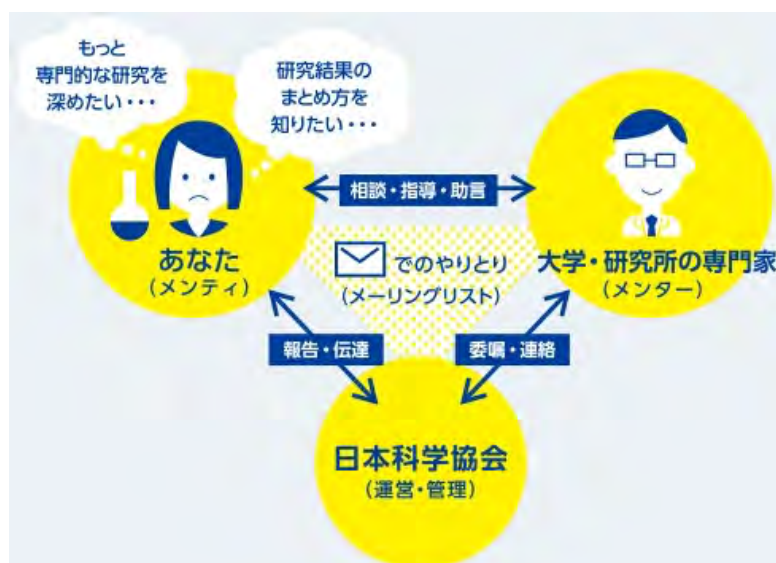 もっと
専門的な研究を
深めたい・・・
研究結果の
まとめ方を
知りたい・・・
相談・指導・助言
あなた
(メンティ)
でのやりとり
(メーリングリスト)
大学・研究所の専門家
(メンター)
報告・伝達
委嘱・連絡
日本科学協会
(運営・管理)